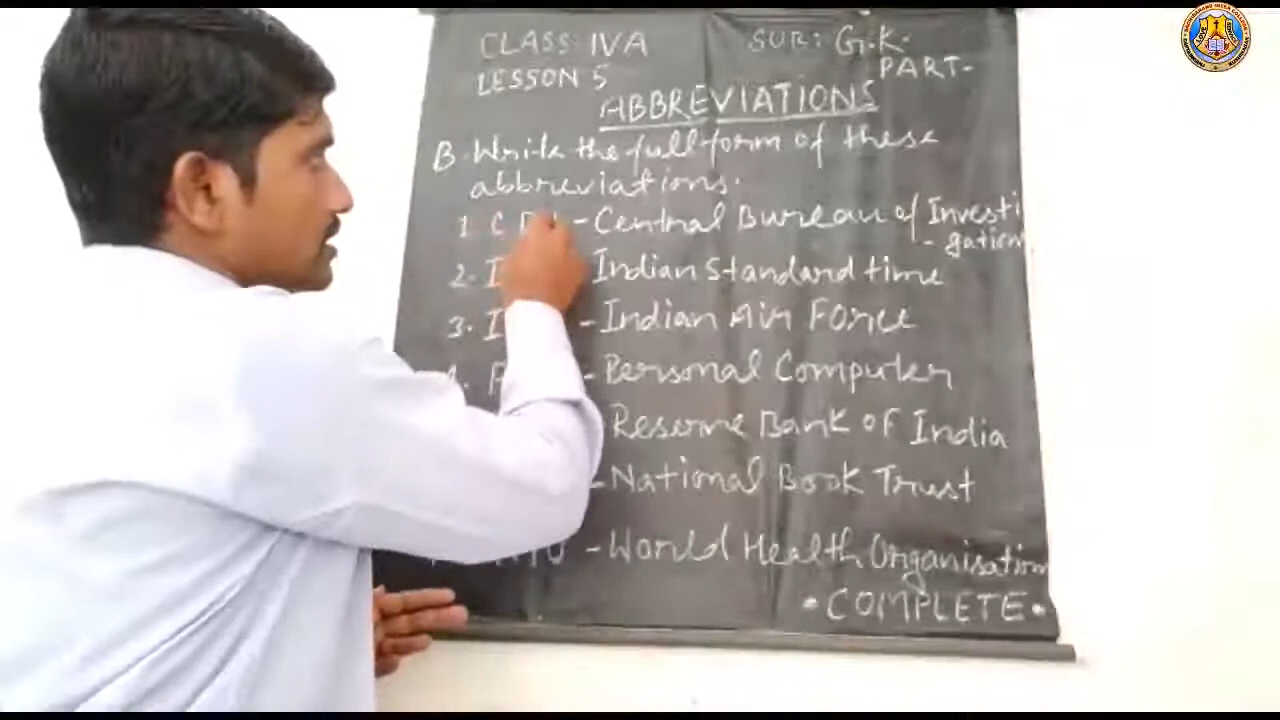 CLASS: IVA SUB: G.K.
LESSON 5 PART-
ABBREVIATIONS
B. Write the full form of these
abbreviations.
1. C - Central Bureau of Investi
- gation
2. I Indian Standard time
3. I - Indian Air Force
P - Personal Computer
Reserve Bank of India
- National Book Trust
- World Health Organisation
• COMPLETE •